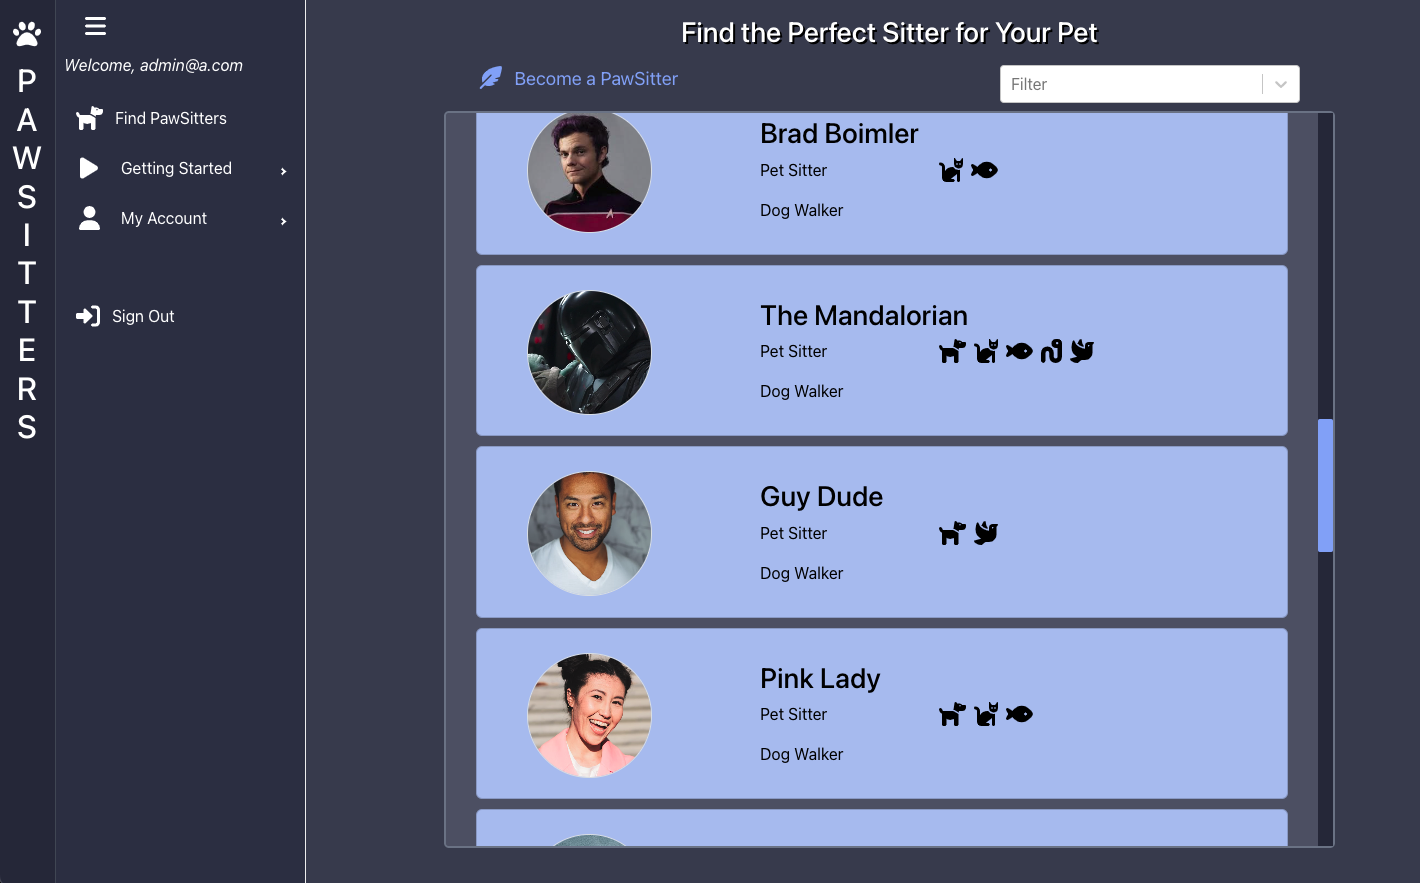 PAWSITTERS
Welcome, admin@a.com
Find PawSitters
Getting Started
My Account
Sign Out
Find the Perfect Sitter for Your Pet
Become a PawSitter
Filter
Brad Boimler
Pet Sitter
Dog Walker
The Mandalorian
Pet Sitter
Dog Walker
Guy Dude
Pet Sitter
Dog Walker
Pink Lady
Pet Sitter
Dog Walker